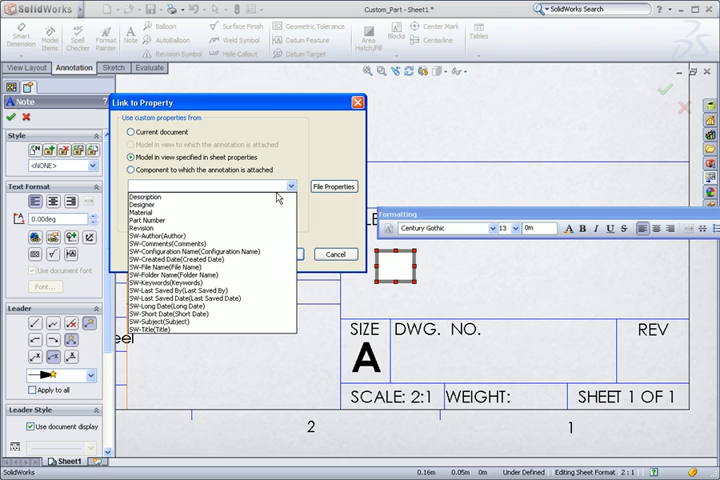 SolidWorks
Custom_Part - Sheet1 *
SolidWorks Search
Smart Dimension
Model Items
Spell Checker
Format Painter
Note
Balloon
AutoBalloon
Revision Symbol
Surface Finish
Weld Symbol
Hole Callout
Geometric Tolerance
Datum Feature
Datum Target
Area Hatch/Fill
Blocks
Center Mark
Centerline
Tables
View Layout
Annotation
Sketch
Evaluate
Note
?
Style
<NONE>
Text Format
0.00deg
Use document font
Font...
Leader
Apply to all
Leader Style
Use document display
Link to Property
Use custom properties from
Current document
Model in view to which the annotation is attached
Model in view specified in sheet properties
Component to which the annotation is attached
File Properties
Description
Designer
Material
Part Number
Revision
SW-Author(Author)
SW-Comments(Comments)
SW-Configuration Name(Configuration Name)
SW-Created Date(Created Date)
SW-File Name(File Name)
SW-Folder Name(Folder Name)
SW-Keywords(Keywords)
SW-Last Saved By(Last Saved By)
SW-Last Saved Date(Last Saved Date)
SW-Long Date(Long Date)
SW-Short Date(Short Date)
SW-Subject(Subject)
SW-Title(Title)
Cancel
Formatting
Century Gothic
13
0m
B I U S
SIZE
DWG. NO.
REV
A
SCALE: 2:1
WEIGHT:
SHEET 1 OF 1
2
1
Sheet1
0.16m
0.05m
0m
Under Defined
Editing Sheet Format
2 : 1